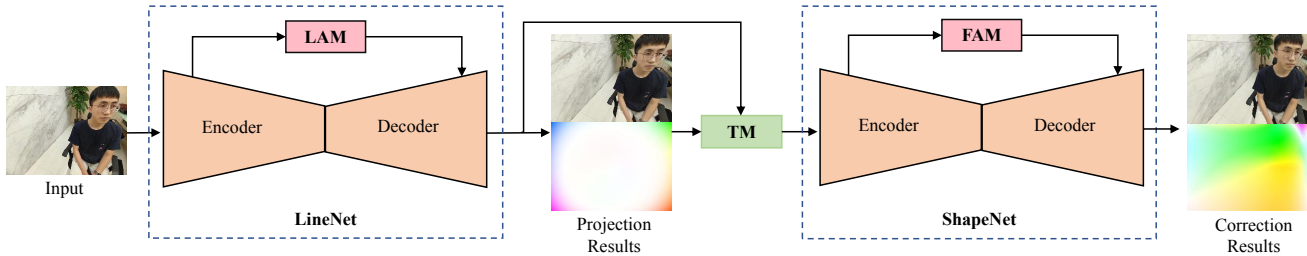 LAM
Encoder
Decoder
Input
LineNet
Projection
Results
TM
FAM
Encoder
Decoder
ShapeNet
Correction
Results